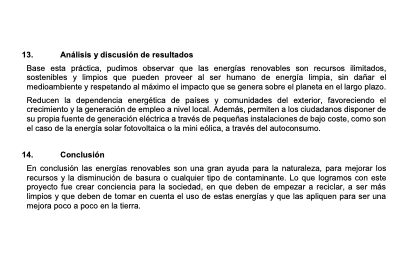 13. Análisis y discusión de resultados
Base esta práctica, pudimos observar que las energías renovables son recursos ilimitados,
sostenibles y limpios que pueden proveer al ser humano de energía limpia, sin dañar el
medioambiente y respetando al máximo el impacto que se genera sobre el planeta en el largo plazo.
Reducen la dependencia energética de países y comunidades del exterior, favoreciendo el
crecimiento y la generación de empleo a nivel local. Además, permiten a los ciudadanos disponer de
su propia fuente de generación eléctrica a través de pequeñas instalaciones de bajo coste, como son
el caso de la energía solar fotovoltaica o la mini eólica, a través del autoconsumo.
14. Conclusión
En conclusión las energías renovables son una gran ayuda para la naturaleza, para mejorar los
recursos y la disminución de basura o cualquier tipo de contaminante. Lo que logramos con este
proyecto fue crear conciencia para la sociedad, en que deben de empezar a reciclar, a ser más
limpios y que deben de tomar en cuenta el uso de estas energías y que las apliquen para ser una
mejora poco a poco en la tierra.